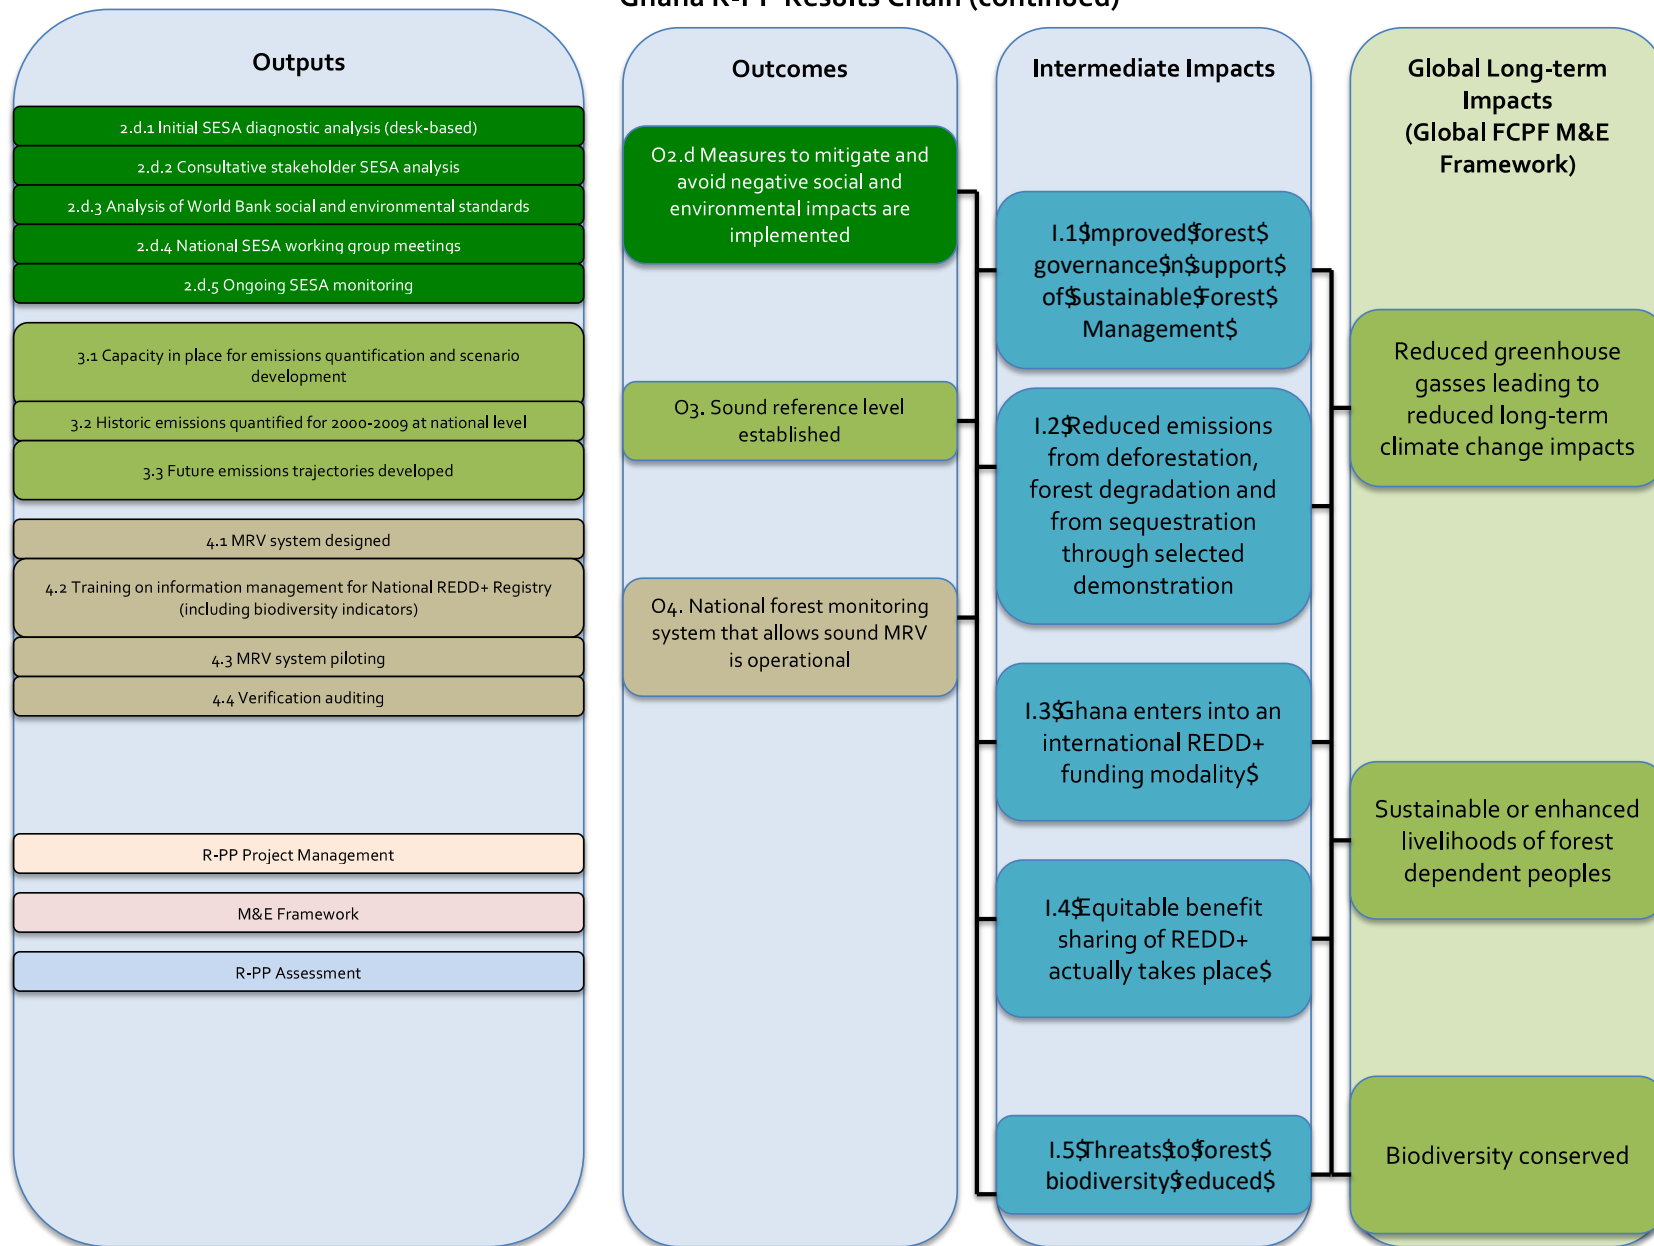 Ghana R-PP Results Chain (continued)
Outputs
2.d.1 Initial SESA diagnostic analysis (desk-based)
2.d.2 Consultative stakeholder SESA analysis
2.d.3 Analysis of World Bank social and environmental standards
2.d.4 National SESA working group meetings
2.d.5 Ongoing SESA monitoring
3.1 Capacity in place for emissions quantification and scenario
development
3.2 Historic emissions quantified for 2000-2009 at national level
3.3 Future emissions trajectories developed
4.1 MRV system designed
4.2 Training on information management for National REDD+ Registry
(including biodiversity indicators)
4.3 MRV system piloting
4.4 Verification auditing
R-PP Project Management
M&E Framework
R-PP Assessment
Outcomes
O2.d Measures to mitigate and
avoid negative social and
environmental impacts are
implemented
O3. Sound reference level
established
O4. National forest monitoring
system that allows sound MRV
is operational
Intermediate Impacts
I.1$Improved$forest$
governance$in$support$
of$Sustainable$Forest$
Management$
I.2$Reduced emissions
from deforestation,
forest degradation and
from sequestration
through selected
demonstration
I.3$Ghana enters into an
international REDD+
funding modality$
I.4$Equitable benefit
sharing of REDD+
actually takes place$
I.5$Threats$to$forest$
biodiversity$reduced$
Global Long-term
Impacts
(Global FCPF M&E
Framework)
Reduced greenhouse
gasses leading to
reduced long-term
climate change impacts
Sustainable or enhanced
livelihoods of forest
dependent peoples
Biodiversity conserved